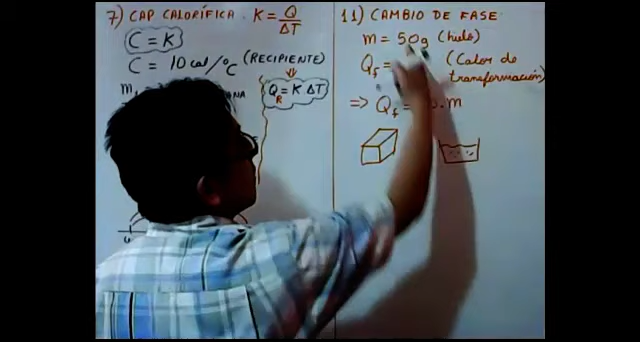 7) CAP CALORÍFICA. K = Q/ΔT
C = K
C = 10 cal/°C (RECIPIENTE)
m₁
Q_R = K ΔT
11) CAMBIO DE FASE:
m = 50g (hielo)
Q_f = (Calor de
transformación)
⇒ Q_f = . m